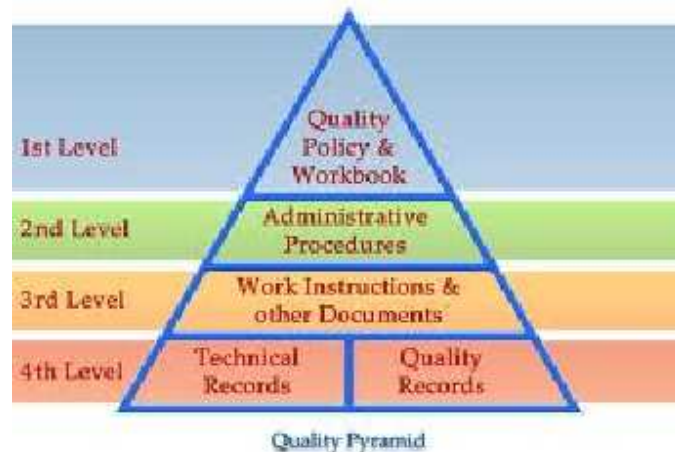 1st Level
Quality
Policy &
Workbook
2nd Level
Administrative
Procedures
3rd Level
Work Instructions &
other Documents
4th Level
Technical
Records
Quality
Records
Quality Pyramid